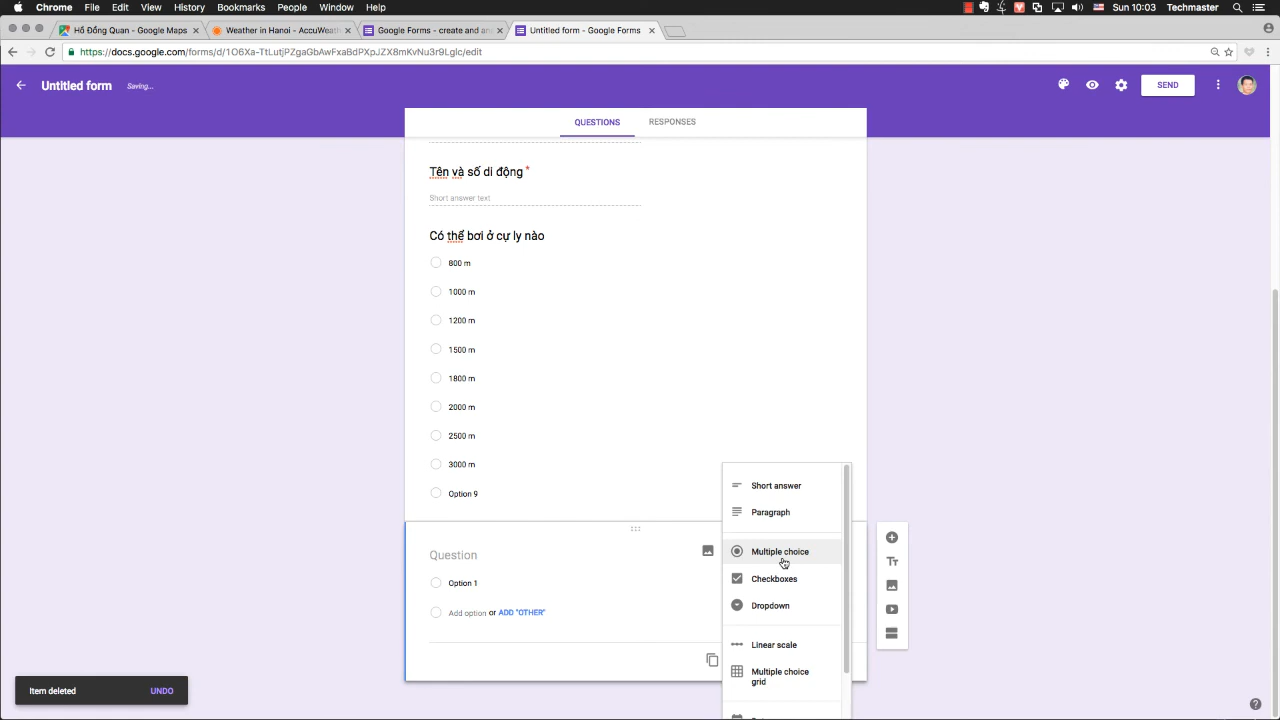 Chrome File Edit View History Bookmarks People Window Help
Fri 11:10:03 Techmaster
Hồ Đồng Quan - Google Maps
Weather in Hanoi - AccuWeat
Google Forms - create and an
Untitled form - Google Forms
https://docs.google.com/forms/d/1O6Xa-TtLutjPZgaGbAwFxaBdPXpJZX8mKvNu3r9Lglc/edit
Untitled form
Saving...
SEND
QUESTIONS
RESPONSES
Tên và số di động *
Short answer text
Có thể bơi ở cự ly nào
800 m
1000 m
1200 m
1500 m
1800 m
2000 m
2500 m
3000 m
Option 9
Question
Option 1
Add option or ADD "OTHER"
Short answer
Paragraph
Multiple choice
Checkboxes
Dropdown
Linear scale
Multiple choice
grid
Item deleted
UNDO